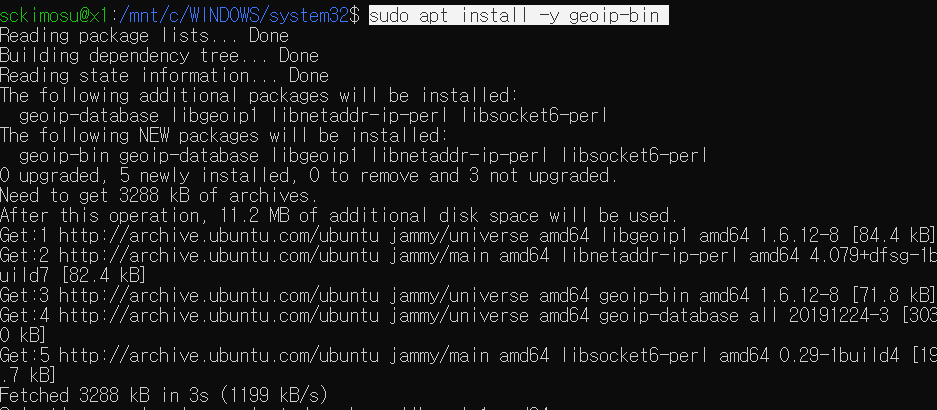 sckimosu@x1:/mnt/c/WINDOWS/system32$ sudo apt install -y geoip-bin
Reading package lists... Done
Building dependency tree... Done
Reading state information... Done
The following additional packages will be installed:
  geoip-database libgeoip1 libnetaddr-ip-perl libsocket6-perl
The following NEW packages will be installed:
  geoip-bin geoip-database libgeoip1 libnetaddr-ip-perl libsocket6-perl
0 upgraded, 5 newly installed, 0 to remove and 3 not upgraded.
Need to get 3288 kB of archives.
After this operation, 11.2 MB of additional disk space will be used.
Get:1 http://archive.ubuntu.com/ubuntu jammy/universe amd64 libgeoip1 amd64 1.6.12-8 [84.4 kB]
Get:2 http://archive.ubuntu.com/ubuntu jammy/main amd64 libnetaddr-ip-perl amd64 4.079+dfsg-1b
uild7 [82.4 kB]
Get:3 http://archive.ubuntu.com/ubuntu jammy/universe amd64 geoip-bin amd64 1.6.12-8 [71.8 kB]
Get:4 http://archive.ubuntu.com/ubuntu jammy/universe amd64 geoip-database all 20191224-3 [303
0 kB]
Get:5 http://archive.ubuntu.com/ubuntu jammy/main amd64 libsocket6-perl amd64 0.29-1build4 [19
.7 kB]
Fetched 3288 kB in 3s (1199 kB/s)